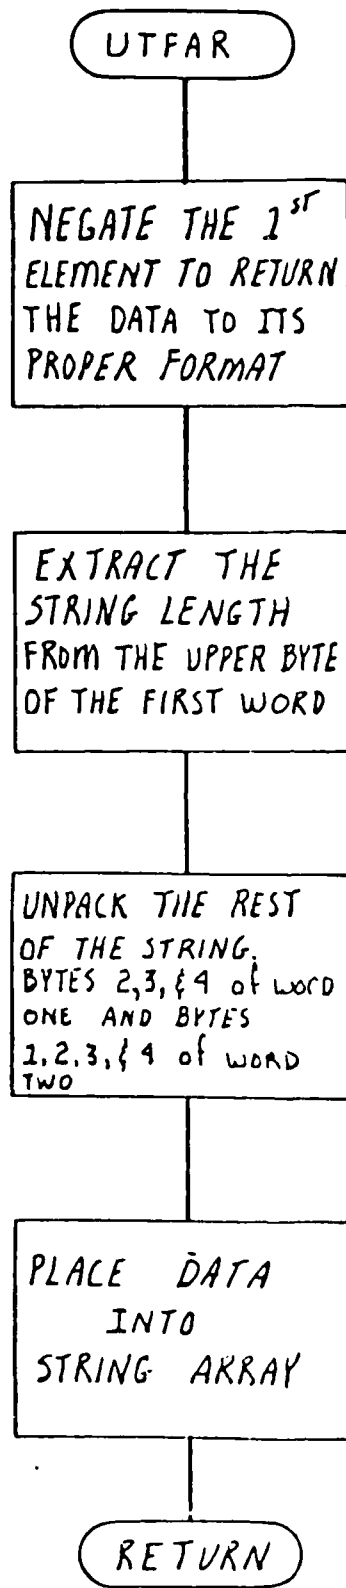 UTFAR
NEGATE THE 1st
ELEMENT TO RETURN
THE DATA TO ITS
PROPER FORMAT
EXTRACT THE
STRING LENGTH
FROM THE UPPER BYTE
OF THE FIRST WORD
UNPACK THE REST
OF THE STRING.
BYTES 2,3, & 4 of WORD
ONE AND BYTES
1,2,3, & 4 of WORD
TWO
PLACE DATA
INTO
STRING ARRAY
RETURN